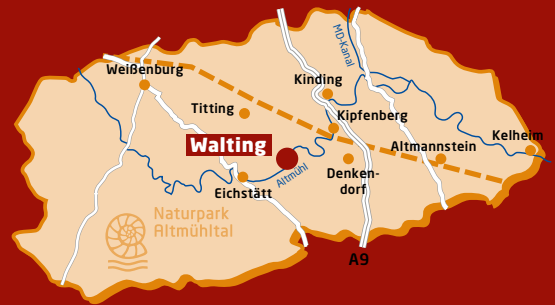 MD-Kanal
Weißenburg
Kinding
Titting
Kipfenberg
Kelheim
Walting
Altmannstein
Altmühl
Denken-
dorf
Eichstätt
Naturpark
Altmühltal
A9